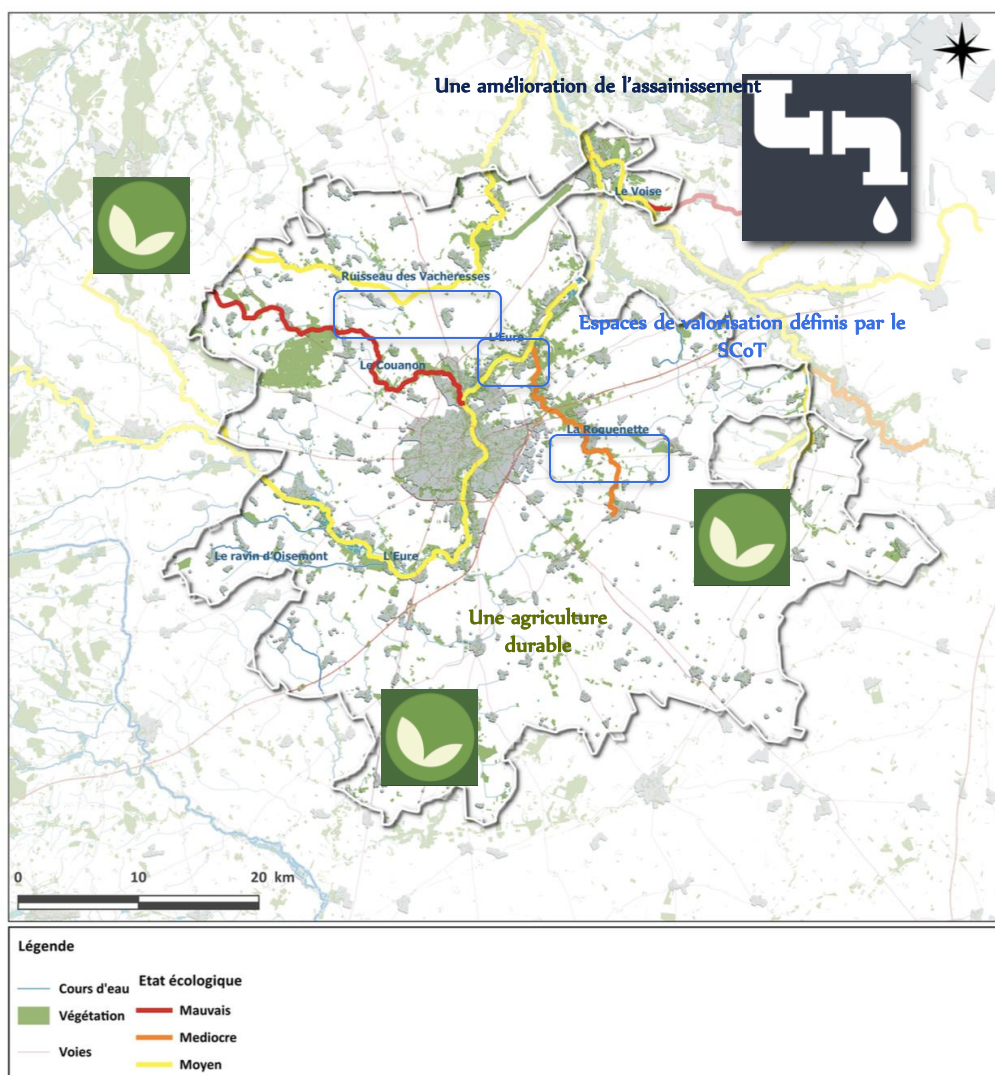 Une amélioration de l'assainissement
Le Voise
Ruisseau des Vacheresses
Espaces de valorisation définis par le
SCoT
L'Eure
Le Couanon
La Roguenette
Le ravin d'Oisemont
L'Eure
Une agriculture
durable
0 10 20 km
Légende
Cours d'eau
Végétation
Voies
Etat écologique
Mauvais
Mediocre
Moyen